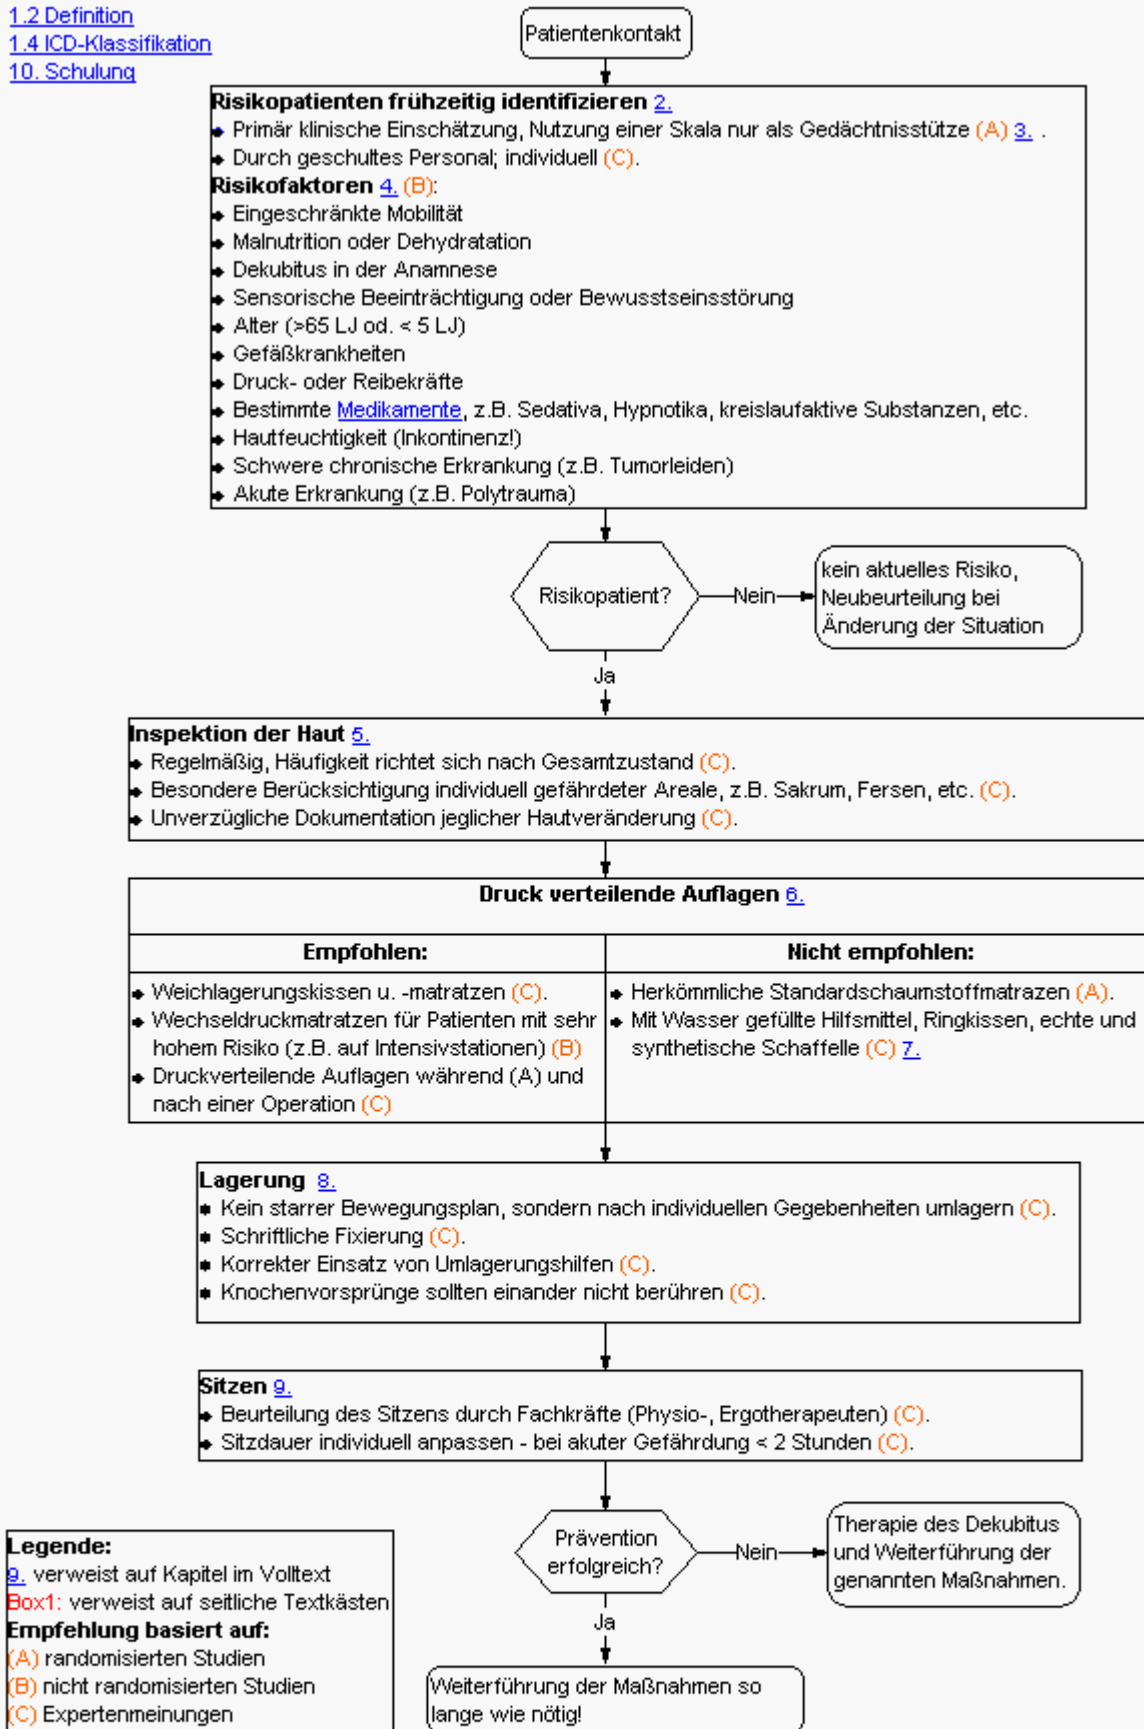 1.2 Definition
1.4 ICD-Klassifikation
10. Schulung
Patientenkontakt
Risikopatienten frühzeitig identifizieren 2.
Primär klinische Einschätzung, Nutzung einer Skala nur als Gedächtnisstütze (A) 3. .
Durch geschultes Personal; individuell (C).
Risikofaktoren 4. (B):
Eingeschränkte Mobilität
Malnutrition oder Dehydratation
Dekubitus in der Anamnese
Sensorische Beeinträchtigung oder Bewusstseinsstörung
Alter (>65 LJ od. < 5 LJ)
Gefäßkrankheiten
Druck- oder Reibekräfte
Bestimmte Medikamente, z.B. Sedativa, Hypnotika, kreislaufaktive Substanzen, etc.
Hautfeuchtigkeit (Inkontinenz!)
Schwere chronische Erkrankung (z.B. Tumorleiden)
Akute Erkrankung (z.B. Polytrauma)
Risikopatient?
Nein
kein aktuelles Risiko,
Neubeurteilung bei
Änderung der Situation
Ja
Inspektion der Haut 5.
Regelmäßig, Häufigkeit richtet sich nach Gesamtzustand (C).
Besondere Berücksichtigung individuell gefährdeter Areale, z.B. Sakrum, Fersen, etc. (C).
Unverzügliche Dokumentation jeglicher Hautveränderung (C).
Druck verteilende Auflagen 6.
Empfohlen:
Weichlagerungskissen u. -matratzen (C).
Wechseldruckmatratzen für Patienten mit sehr
hohem Risiko (z.B. auf Intensivstationen) (B)
Druckverteilende Auflagen während (A) und
nach einer Operation (C)
Nicht empfohlen:
Herkömmliche Standardschaumstoffmatrazen (A).
Mit Wasser gefüllte Hilfsmittel, Ringkissen, echte und
synthetische Schaffelle (C) 7.
Lagerung 8.
Kein starrer Bewegungsplan, sondern nach individuellen Gegebenheiten umlagern (C).
Schriftliche Fixierung (C).
Korrekter Einsatz von Umlagerungshilfen (C).
Knochenvorsprünge sollten einander nicht berühren (C).
Sitzen 9.
Beurteilung des Sitzens durch Fachkräfte (Physio-, Ergotherapeuten) (C).
Sitzdauer individuell anpassen - bei akuter Gefährdung < 2 Stunden (C).
Prävention
erfolgreich?
Nein
Therapie des Dekubitus
und Weiterführung der
genannten Maßnahmen.
Ja
Weiterführung der Maßnahmen so
lange wie nötig!
Legende:
9. verweist auf Kapitel im Volltext
Box1: verweist auf seitliche Textkästen
Empfehlung basiert auf:
(A) randomisierten Studien
(B) nicht randomisierten Studien
(C) Expertenmeinungen